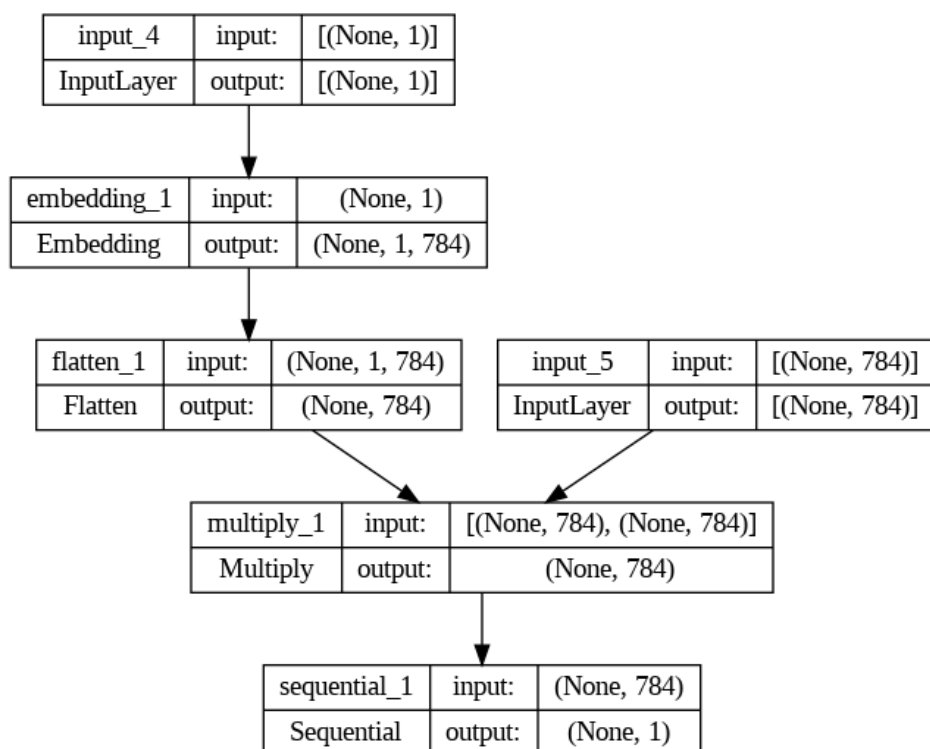 input_4 input: [(None, 1)]
InputLayer output: [(None, 1)]
embedding_1 input: (None, 1)
Embedding output: (None, 1, 784)
flatten_1 input: (None, 1, 784)
Flatten output: (None, 784)
input_5 input: [(None, 784)]
InputLayer output: [(None, 784)]
multiply_1 input: [(None, 784), (None, 784)]
Multiply output: (None, 784)
sequential_1 input: (None, 784)
Sequential output: (None, 1)